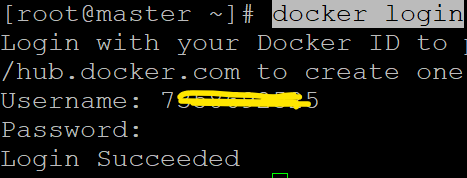 [root@master ~]# docker login
Login with your Docker ID to
/hub.docker.com to create one
Username:
Password:
Login Succeeded